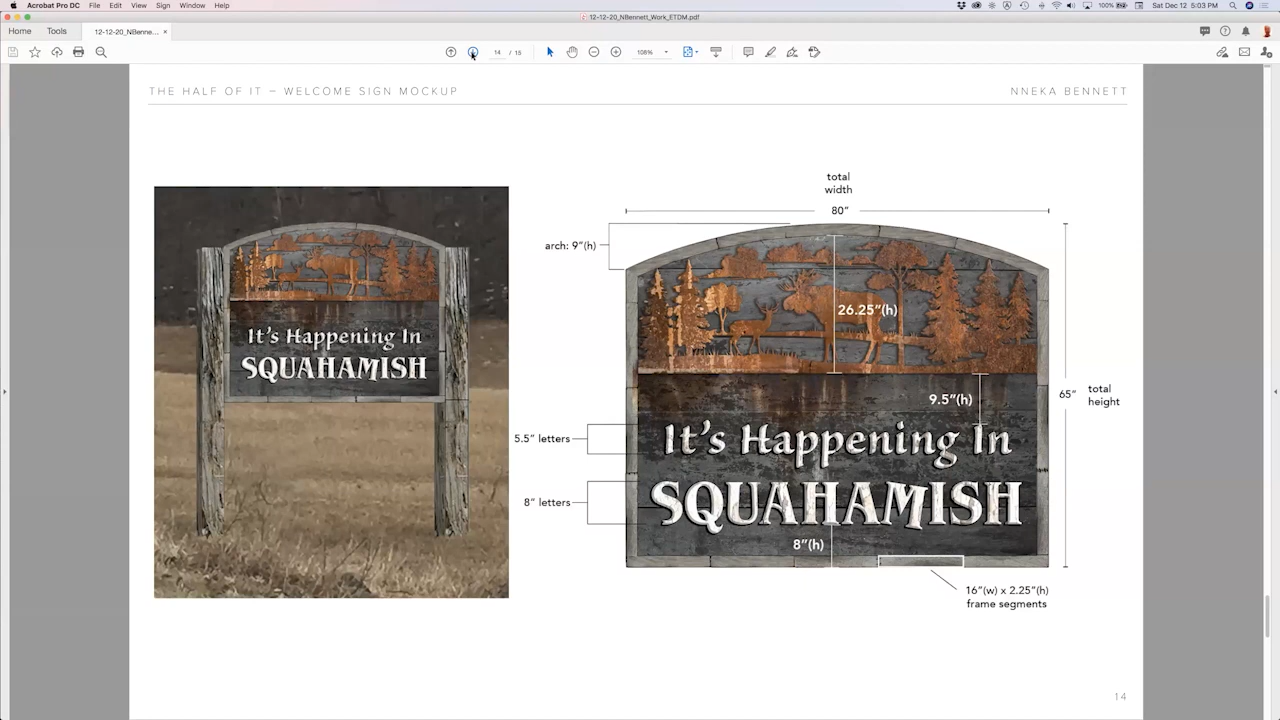 Acrobat Pro DC File Edit View Sign Window Help
100% Sat Dec 12 5:03 PM
12-12-20_NBennett_Work_ETDM.pdf
Home Tools 12-12-20_NBenne... ×
14 / 15 108%
THE HALF OF IT – WELCOME SIGN MOCKUP
NNEKA BENNETT
It's Happening In
SQUAHAMISH
total
width
80"
arch: 9"(h)
26.25"(h)
9.5"(h)
65"
total
height
5.5" letters
It's Happening In
8" letters
SQUAHAMISH
8"(h)
16"(w) x 2.25"(h)
frame segments
14